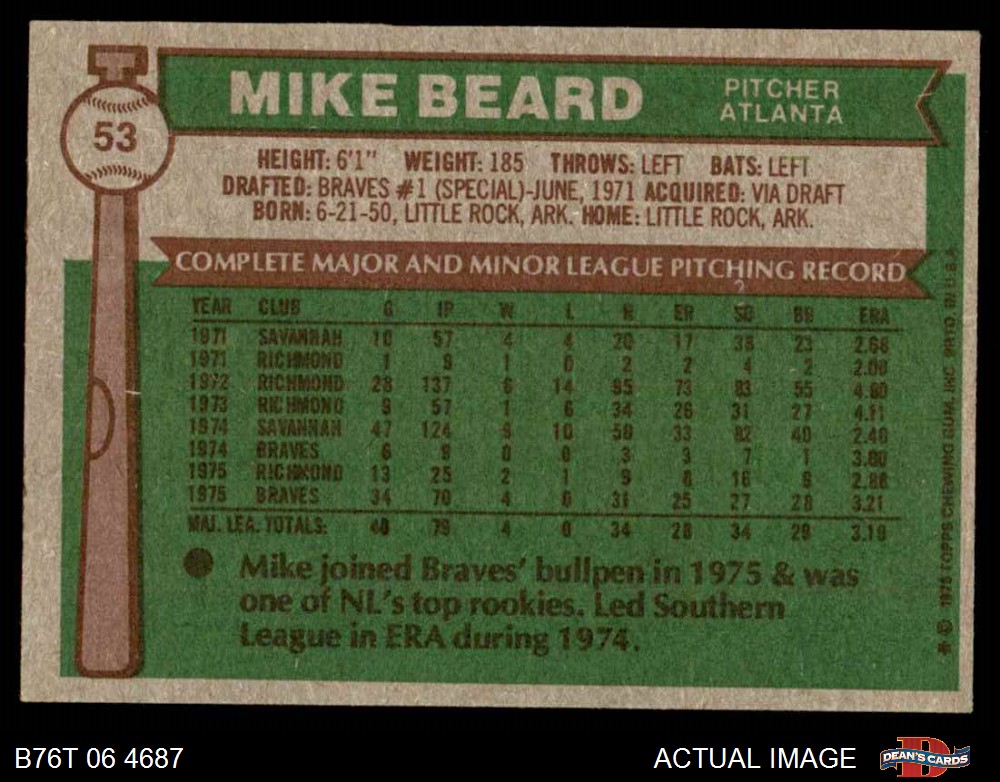 53
MIKE BEARD
PITCHER
ATLANTA
HEIGHT: 6'1" WEIGHT: 185 THROWS: LEFT BATS: LEFT
DRAFTED: BRAVES #1 (SPECIAL)-JUNE, 1971 ACQUIRED: VIA DRAFT
BORN: 6-21-50, LITTLE ROCK, ARK. HOME: LITTLE ROCK, ARK.
COMPLETE MAJOR AND MINOR LEAGUE PITCHING RECORD
YEAR CLUB G IP W L R ER SO BB ERA
1971 SAVANNAH 10 57 4 4 20 17 38 23 2.68
1971 RICHMOND 1 9 1 0 2 2 4 2 2.00
1972 RICHMOND 28 137 6 14 95 73 83 55 4.80
1973 RICHMOND 9 57 1 6 34 26 31 27 4.11
1974 SAVANNAH 47 124 9 10 50 33 82 40 2.40
1974 BRAVES 6 9 0 0 3 3 7 1 3.00
1975 RICHMOND 13 25 2 1 9 8 16 9 2.88
1975 BRAVES 34 70 4 0 31 25 27 28 3.21
MAJ. LEA. TOTALS: 40 79 4 0 34 28 34 29 3.19
Mike joined Braves' bullpen in 1975 & was
one of NL's top rookies. Led Southern
League in ERA during 1974.
* © TOPPS CHEWING GUM, INC. PRTD. IN U.S.A.
B76T 06 4687
ACTUAL IMAGE
D
DEAN'S CARDS